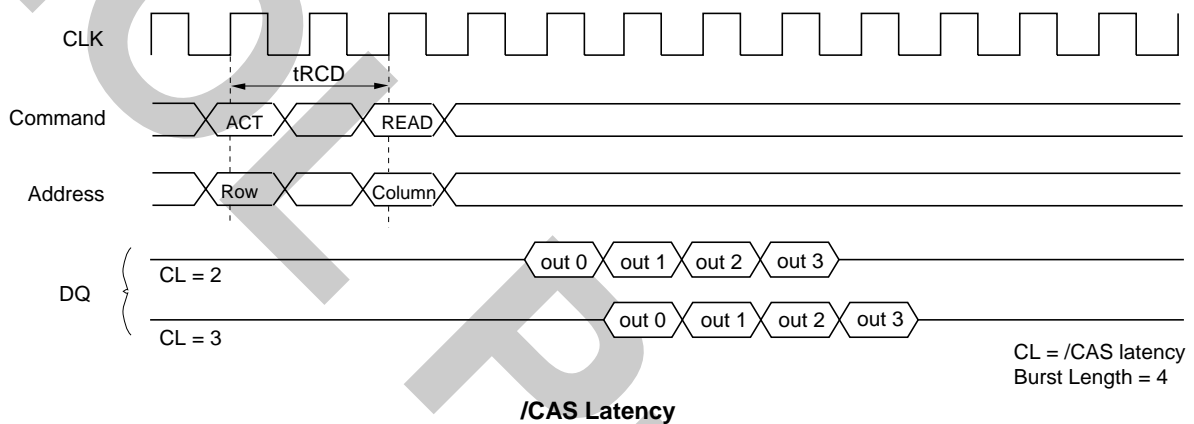 CLK
tRCD
Command ACT READ
Address Row Column
DQ
CL = 2 out 0 out 1 out 2 out 3
CL = 3 out 0 out 1 out 2 out 3
CL = /CAS latency
Burst Length = 4
/CAS Latency